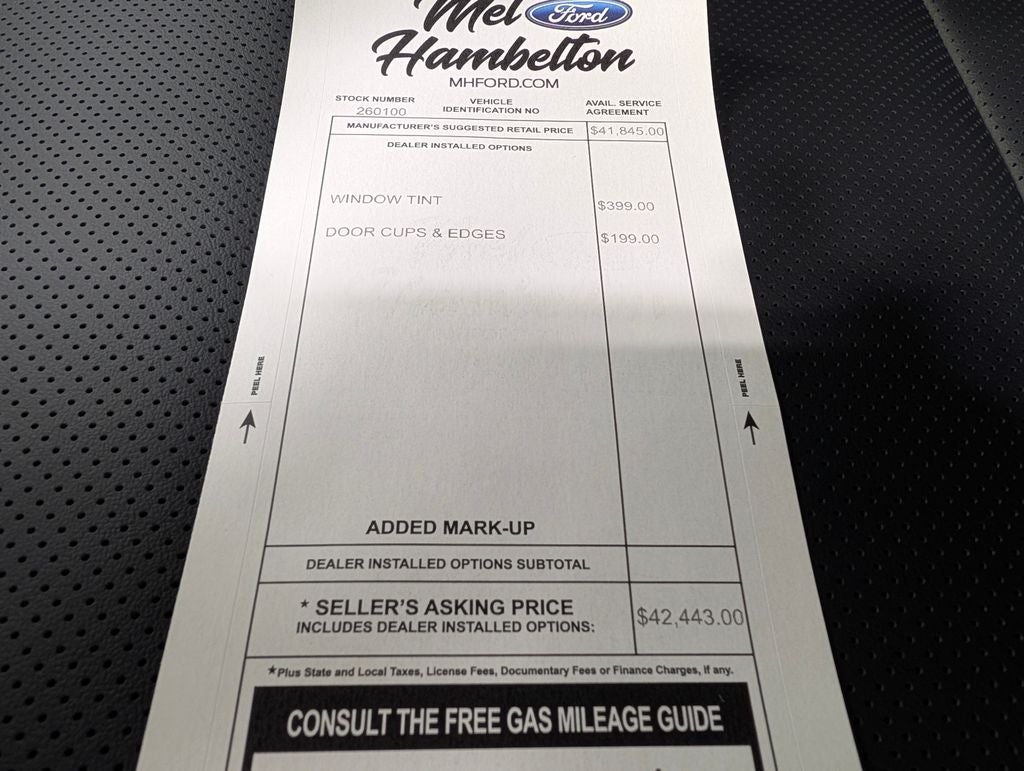 Mel Ford
Hambelton
MHFORD.COM
STOCK NUMBER
260100
VEHICLE
IDENTIFICATION NO
AVAIL. SERVICE
AGREEMENT
MANUFACTURER'S SUGGESTED RETAIL PRICE $41,845.00
DEALER INSTALLED OPTIONS
WINDOW TINT $399.00
DOOR CUPS & EDGES $199.00
PEEL HERE
PEEL HERE
ADDED MARK-UP
DEALER INSTALLED OPTIONS SUBTOTAL
* SELLER'S ASKING PRICE
INCLUDES DEALER INSTALLED OPTIONS: $42,443.00
*Plus State and Local Taxes, License Fees, Documentary Fees or Finance Charges, If any.
CONSULT THE FREE GAS MILEAGE GUIDE